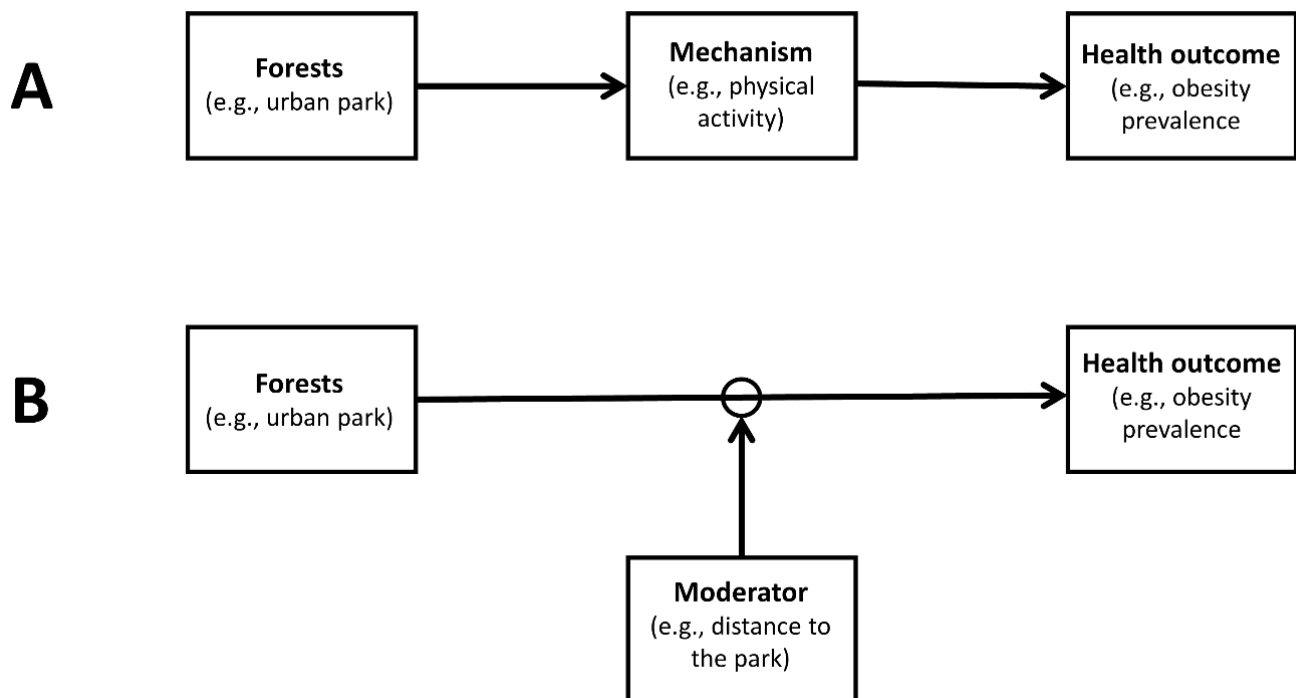 A
Forests
(e.g., urban park)
Mechanism
(e.g., physical
activity)
Health outcome
(e.g., obesity
prevalence
B
Forests
(e.g., urban park)
Health outcome
(e.g., obesity
prevalence
Moderator
(e.g., distance to
the park)